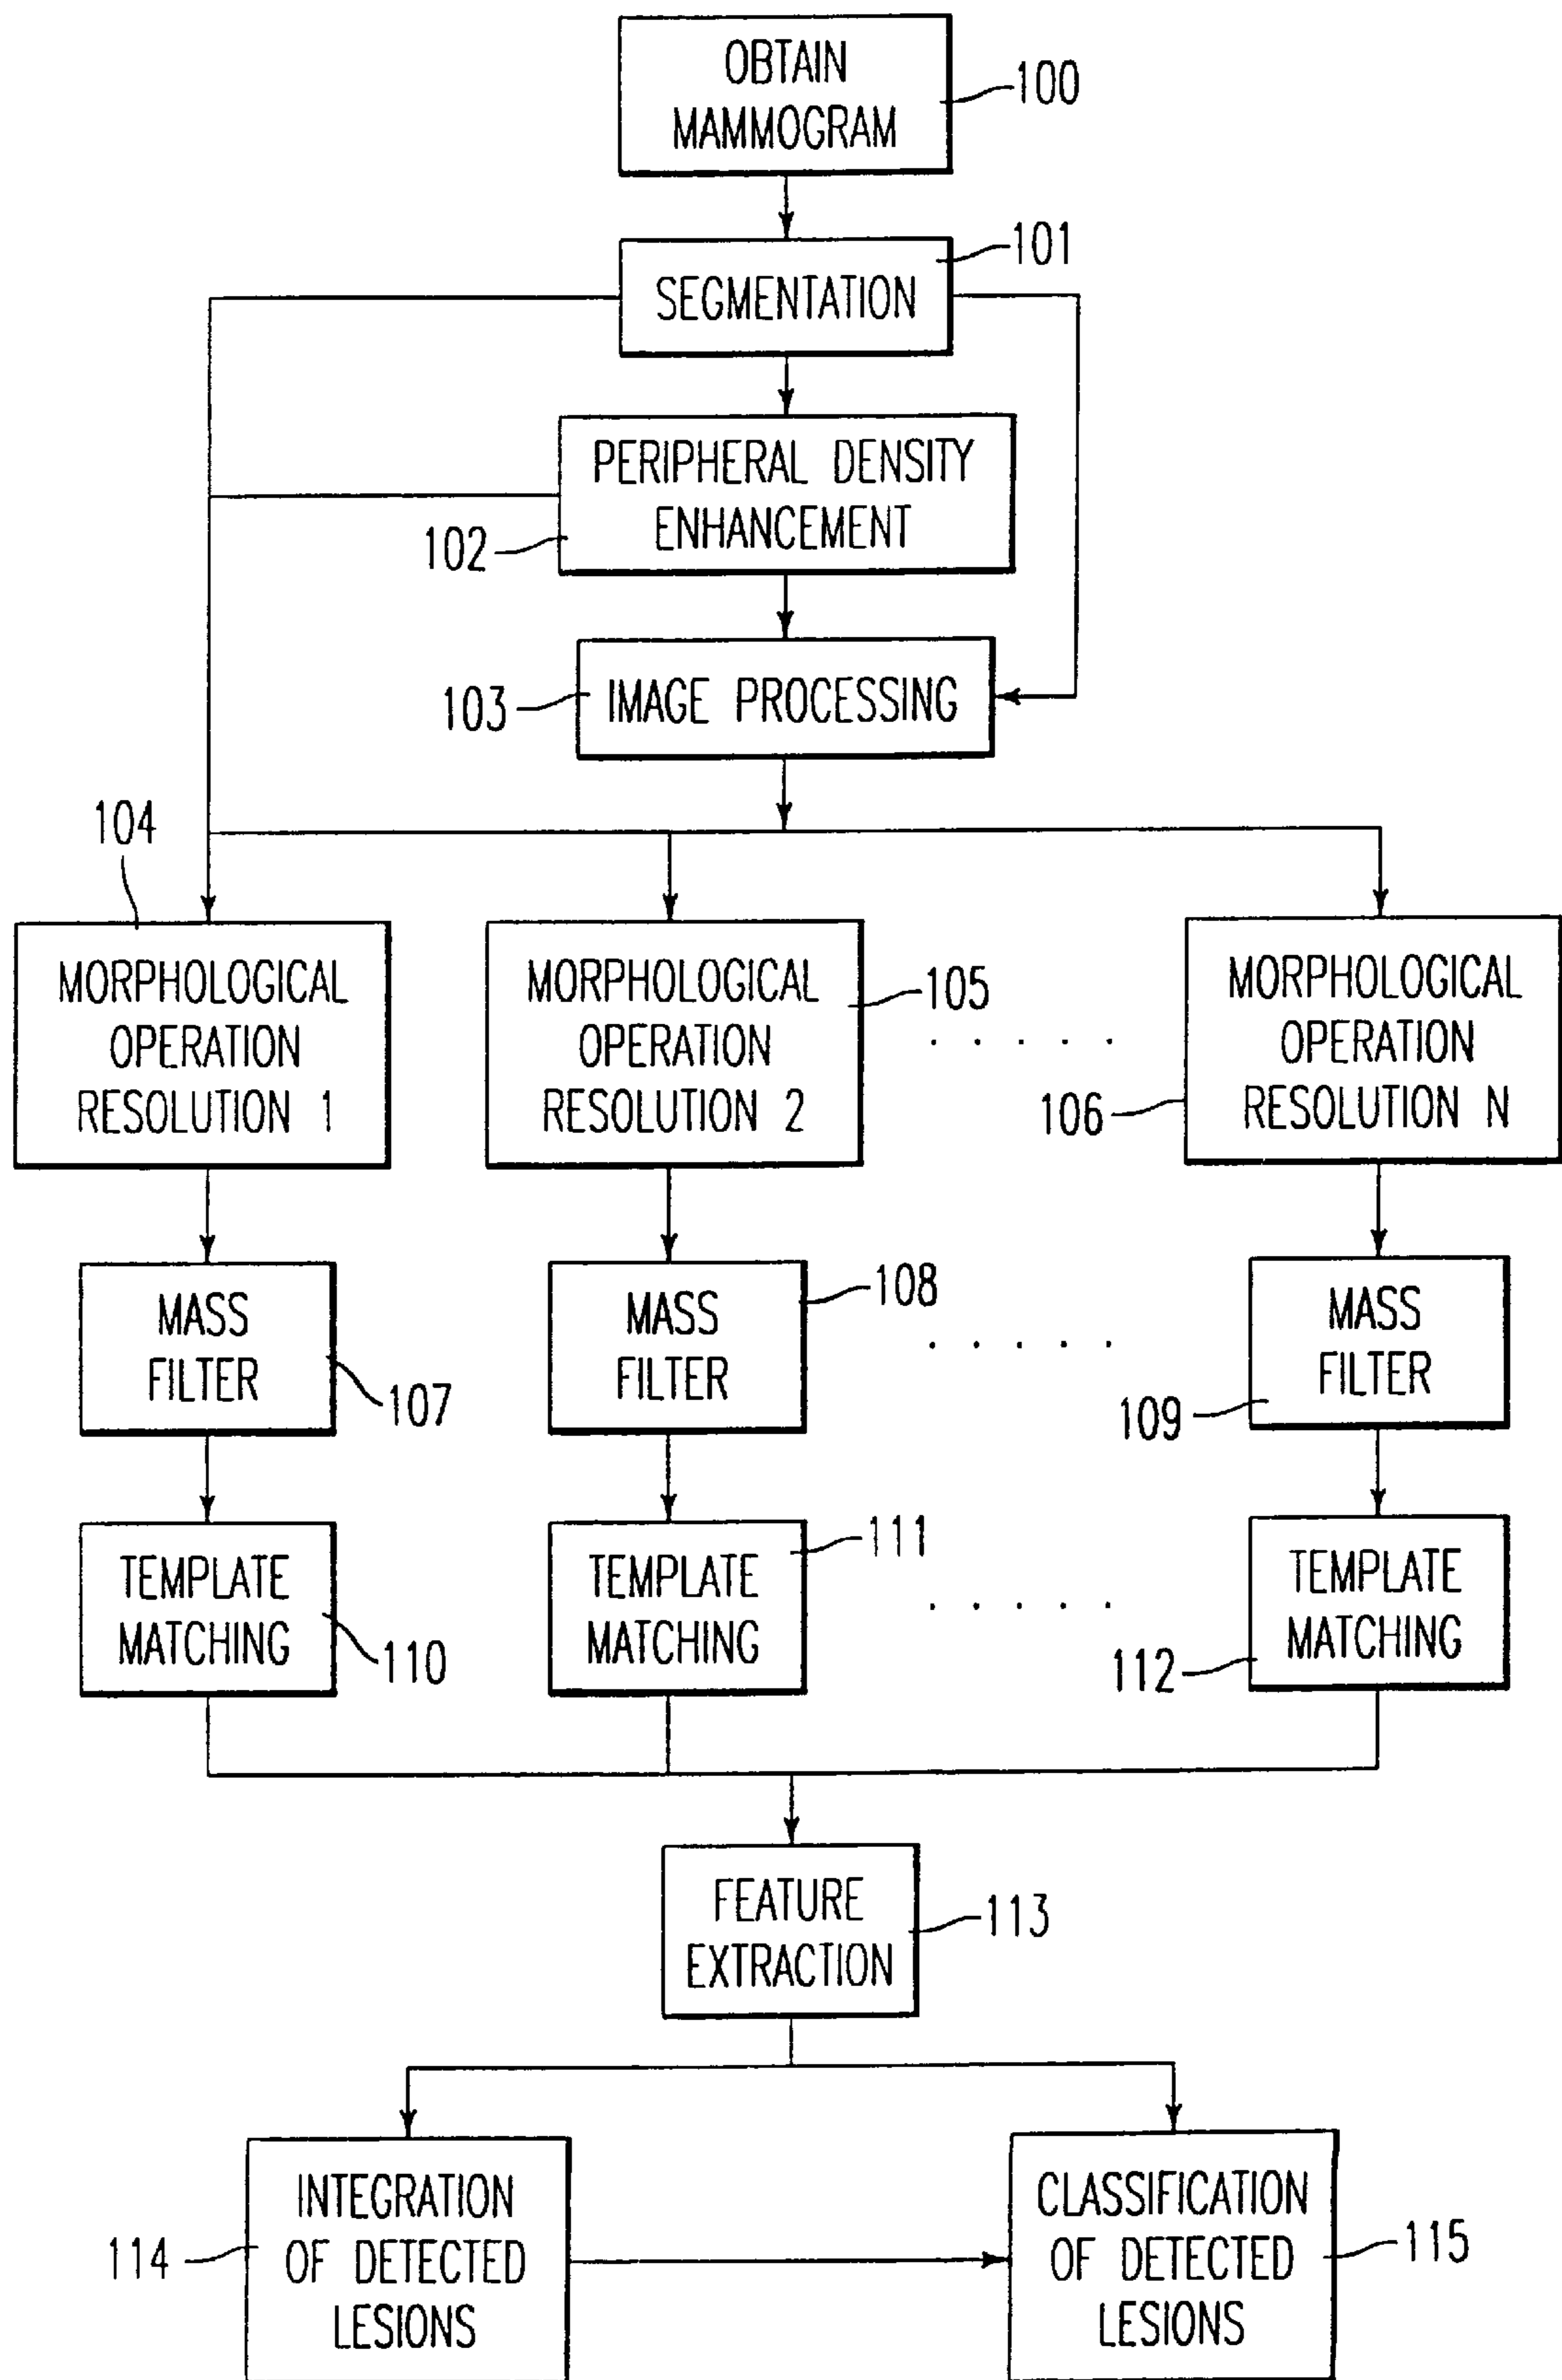 OBTAIN
MAMMOGRAM
100
101
SEGMENTATION
PERIPHERAL DENSITY
ENHANCEMENT
102
IMAGE PROCESSING
103
104
MORPHOLOGICAL
OPERATION
RESOLUTION 1
MORPHOLOGICAL
OPERATION
RESOLUTION 2
105
. . . . .
MORPHOLOGICAL
OPERATION
RESOLUTION N
106
MASS
FILTER
107
MASS
FILTER
108
. . . . .
MASS
FILTER
109
TEMPLATE
MATCHING
110
TEMPLATE
MATCHING
111
. . . . .
TEMPLATE
MATCHING
112
FEATURE
EXTRACTION
113
INTEGRATION
OF DETECTED
LESIONS
114
CLASSIFICATION
OF DETECTED
LESIONS
115